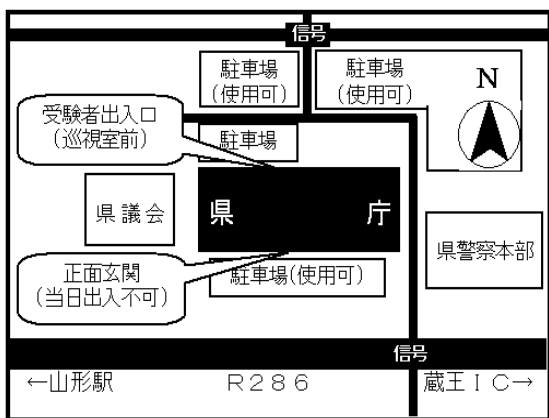 信号
駐車場
(使用可)
駐車場
(使用可)
N
受験者出入口
(巡視室前)
駐車場
県議会
県 庁
県警察本部
正面玄関
(当日出入不可)
駐車場(使用可)
信号
←山形駅
R286
蔵王IC→